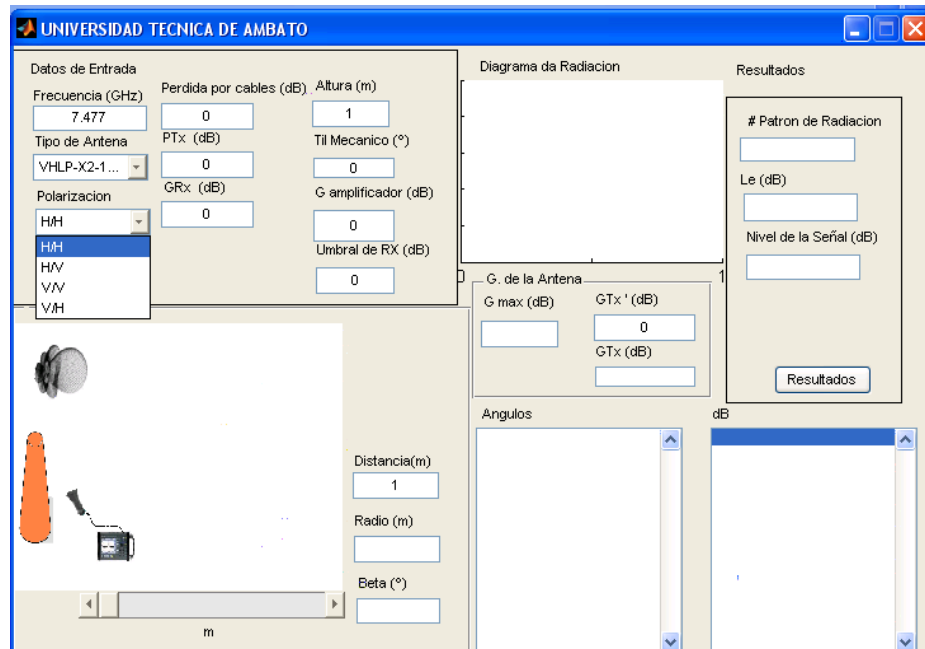 UNIVERSIDAD TECNICA DE AMBATO
Datos de Entrada
Frecuencia (GHz)
7.477
Tipo de Antena
VHLP-X2-1 ...
Polarizacion
H/H
H/H
H/V
V/V
V/H
Perdida por cables (dB)
0
PTx (dB)
0
GRx (dB)
0
Altura (m)
1
Til Mecanico (°)
0
G amplificador (dB)
0
Umbral de RX (dB)
0
Diagrama da Radiacion
0
1
Resultados
# Patron de Radiacion
Le (dB)
Nivel de la Señal (dB)
Resultados
G. de la Antena
G max (dB)
GTx ' (dB)
0
GTx (dB)
Distancia(m)
1
Radio (m)
Beta (°)
m
Angulos
dB